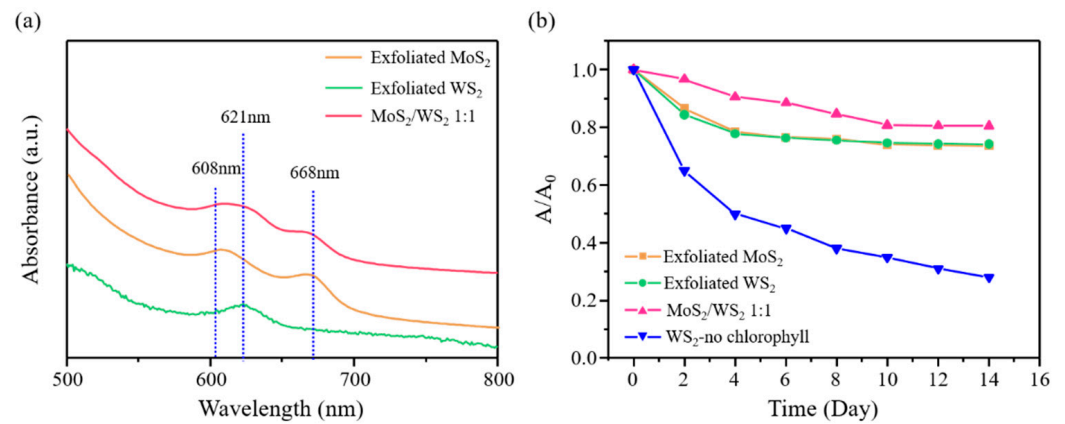 (a)
Exfoliated MoS₂
Exfoliated WS₂
MoS₂/WS₂ 1:1
621nm
608nm
668nm
Absorbance (a.u.)
500
600
700
800
Wavelength (nm)
(b)
1.0
0.8
0.6
0.4
0.2
0.0
A/A₀
Exfoliated MoS₂
Exfoliated WS₂
MoS₂/WS₂ 1:1
WS₂-no chlorophyll
0
2
4
6
8
10
12
14
16
Time (Day)